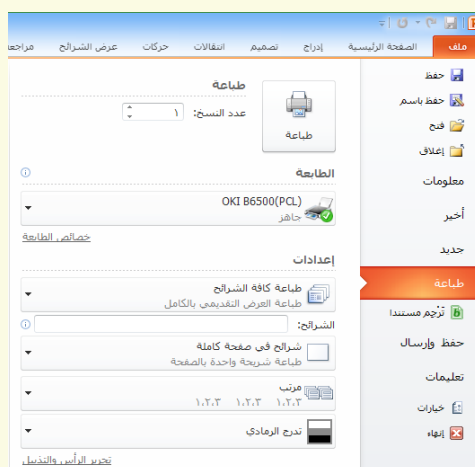 ملف
الصفحة الرئيسية
إدراج
تصميم
انتقالات
حركات
عرض الشرائح
حفظ
حفظ باسم
فتح
إغلاق
معلومات
أخير
جديد
طباعة
ترجم مستندا
حفظ وإرسال
تعليمات
خيارات
إنهاء
طباعة
طباعة
عدد النسخ: ١
الطابعة
OKI B6500(PCL)
جاهز
خصائص الطابعة
إعدادات
طباعة كافة الشرائح
طباعة العرض التقديمي بالكامل
الشرائح:
شرائح في صفحة كاملة
طباعة شريحة واحدة بالصفحة
مرتب
١،٢،٣ ١،٢،٣ ١،٢،٣
تدرج الرمادي
تحرير الرأس والتذييل